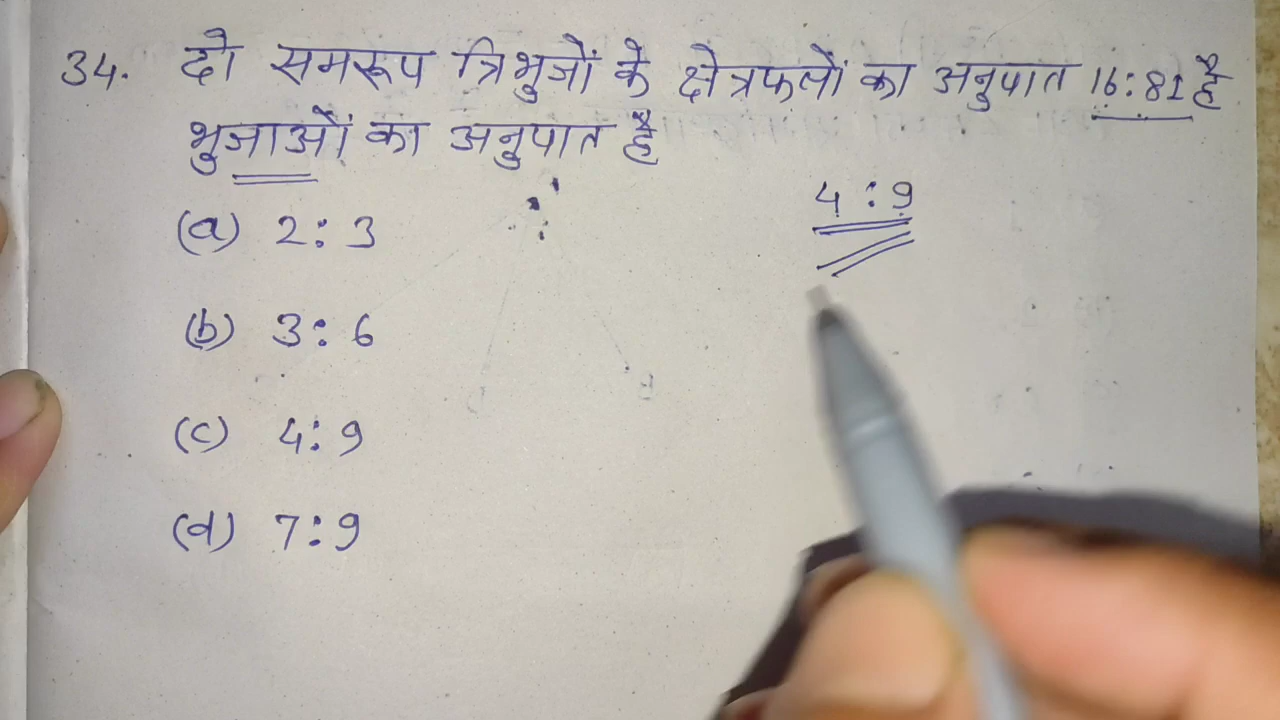 34. दो समरूप त्रिभुजों के क्षेत्रफलों का अनुपात 16:81 है
भुजाओं का अनुपात है
4:9
(a) 2:3
(b) 3:6
(c) 4:9
(d) 7:9